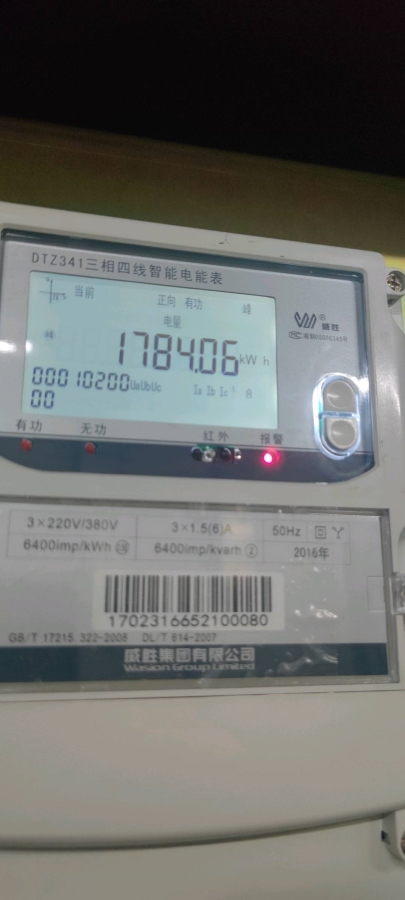 DTZ341三相四线智能电能表
当前 正向 有功 峰
电量
峰 1784.06 kWh
00010200 UaUbUc Ia Ib Ic
00
威胜®
有功 无功 红外 报警
3×220V/380V 3×1.5(6)A 50Hz
6400imp/kWh 6400imp/kvarh ② 2016年
1702316652100080
GB/T 17215.322-2008 DL/T 614-2007
威胜集团有限公司
Wasion Group Limited